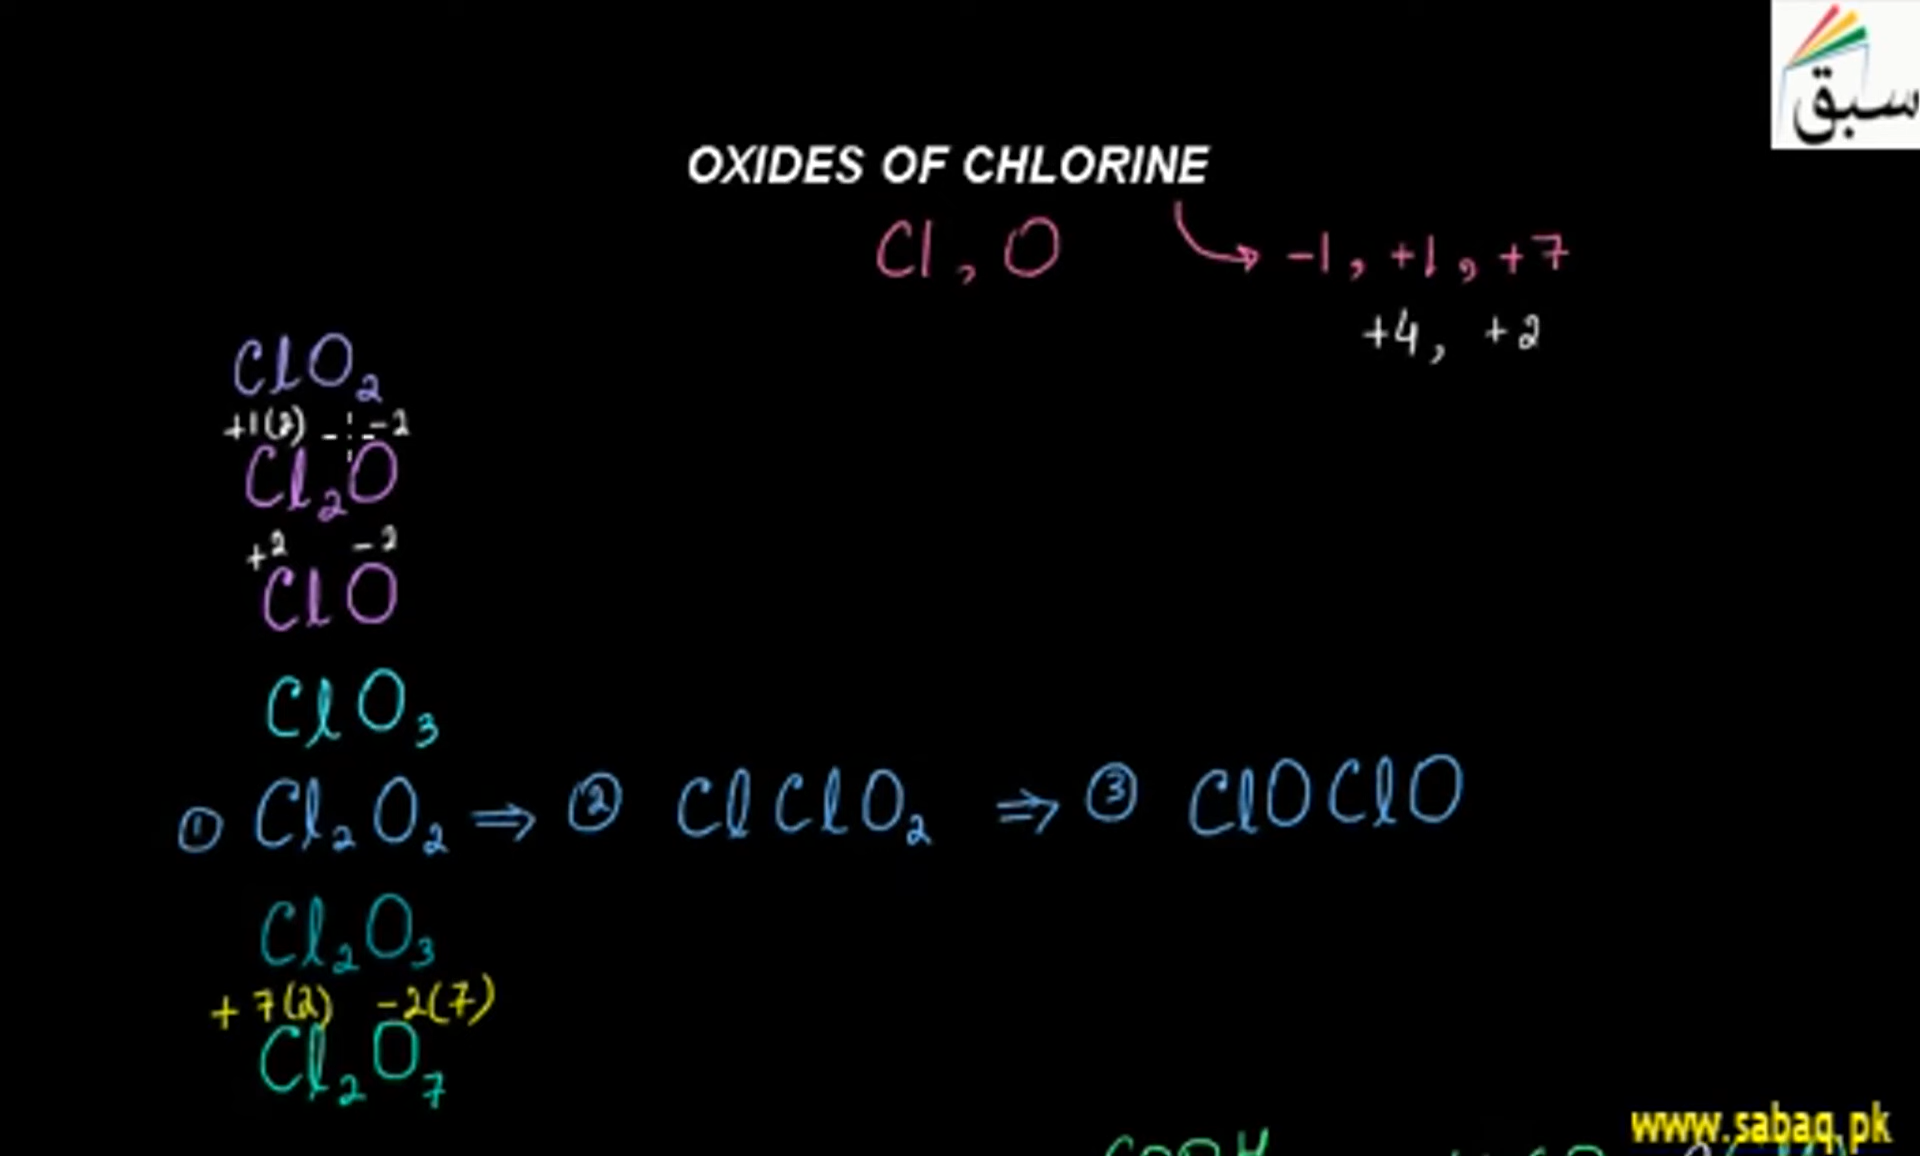 سبق
OXIDES OF CHLORINE
Cl, O → -1, +1, +7
+4, +2
ClO₂
+1(2) -2
Cl₂O
+2 -2
ClO
ClO₃
① Cl₂O₂ ⇒ ② ClClO₂ ⇒ ③ ClOClO
Cl₂O₃
+7(2) -2(7)
Cl₂O₇
www.sabaq.pk